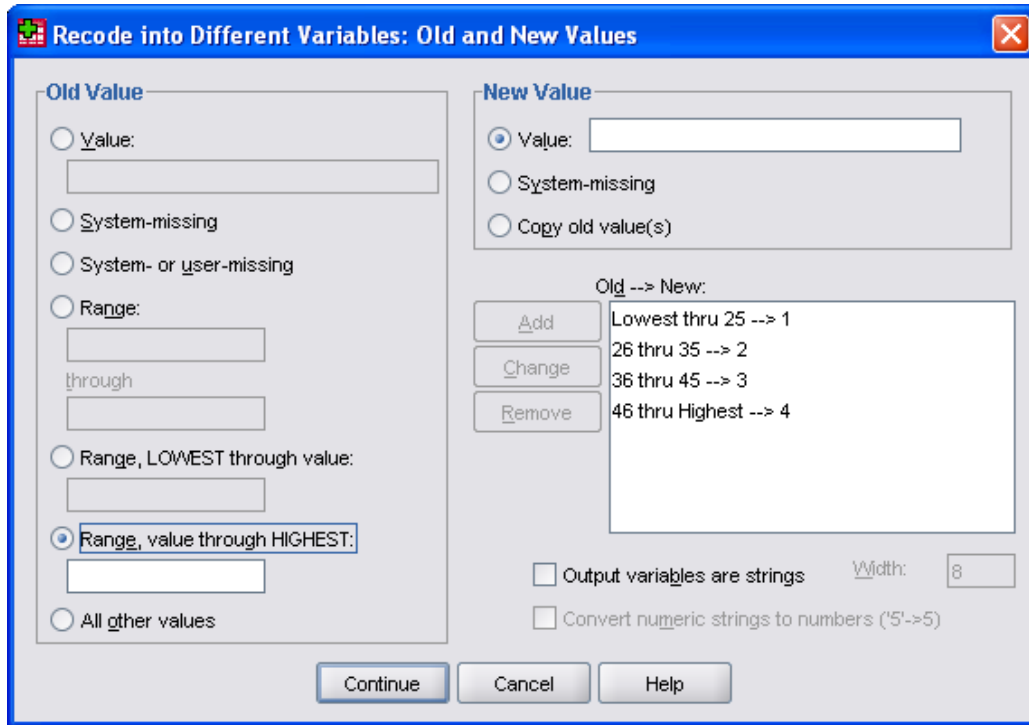 Recode into Different Variables: Old and New Values
Old Value
Value:
System-missing
System- or user-missing
Range:
through
Range, LOWEST through value:
Range, value through HIGHEST:
All other values
New Value
Value:
System-missing
Copy old value(s)
Old --> New:
Add
Change
Remove
Lowest thru 25 --> 1
26 thru 35 --> 2
36 thru 45 --> 3
46 thru Highest --> 4
Output variables are strings
Width:
8
Convert numeric strings to numbers ('5'->5)
Continue
Cancel
Help